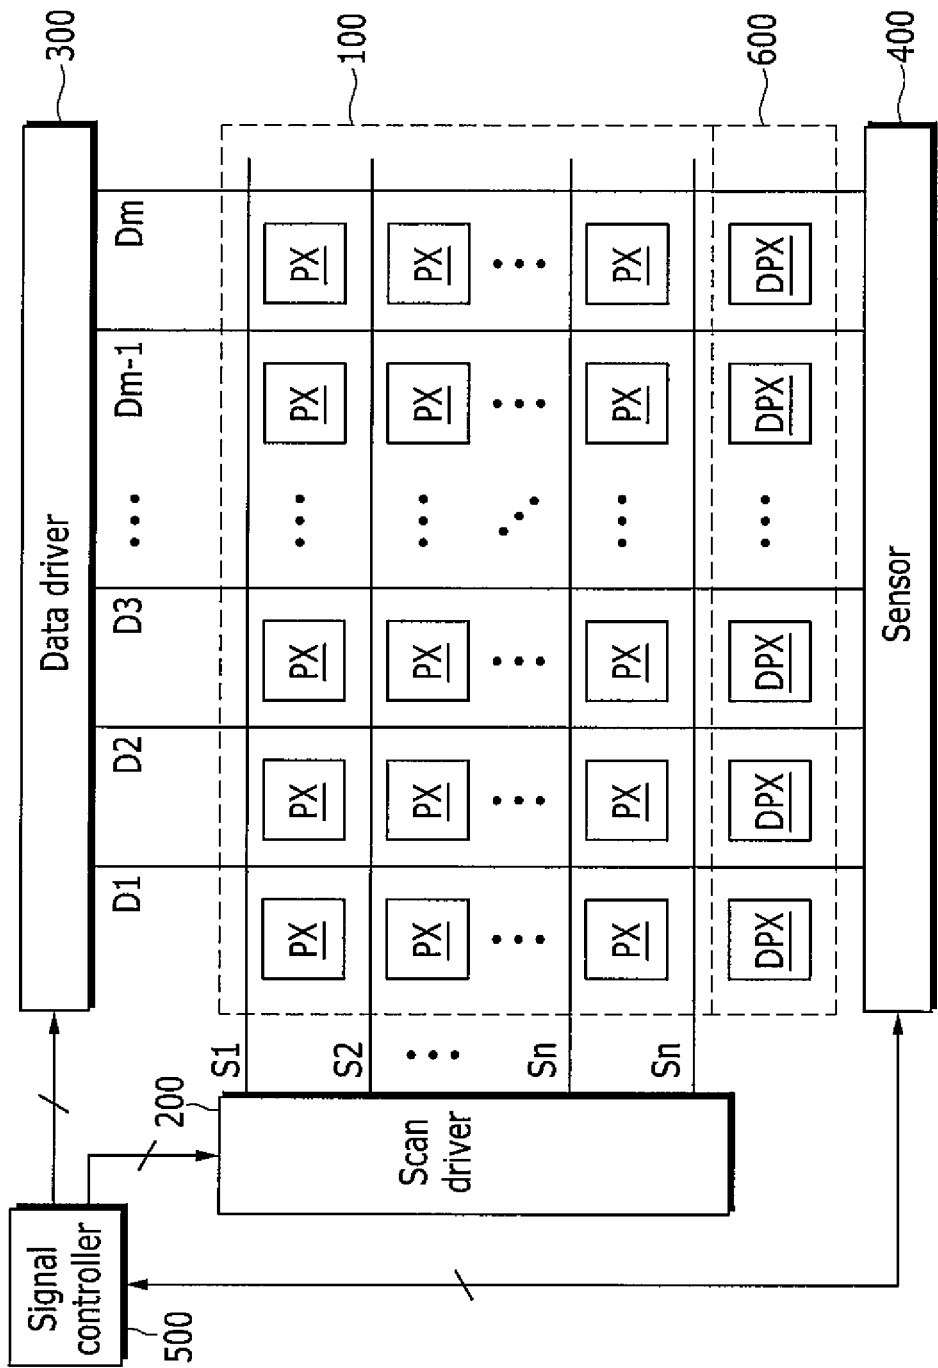 Signal
controller
500
Data driver
300
D1 D2 D3 ••• Dm-1 Dm
200
Scan
driver
S1
PX PX PX ••• PX PX
100
S2
PX PX PX ••• PX PX
Sn
PX PX PX ••• PX PX
Sn
DPX DPX DPX ••• DPX DPX
600
Sensor
400